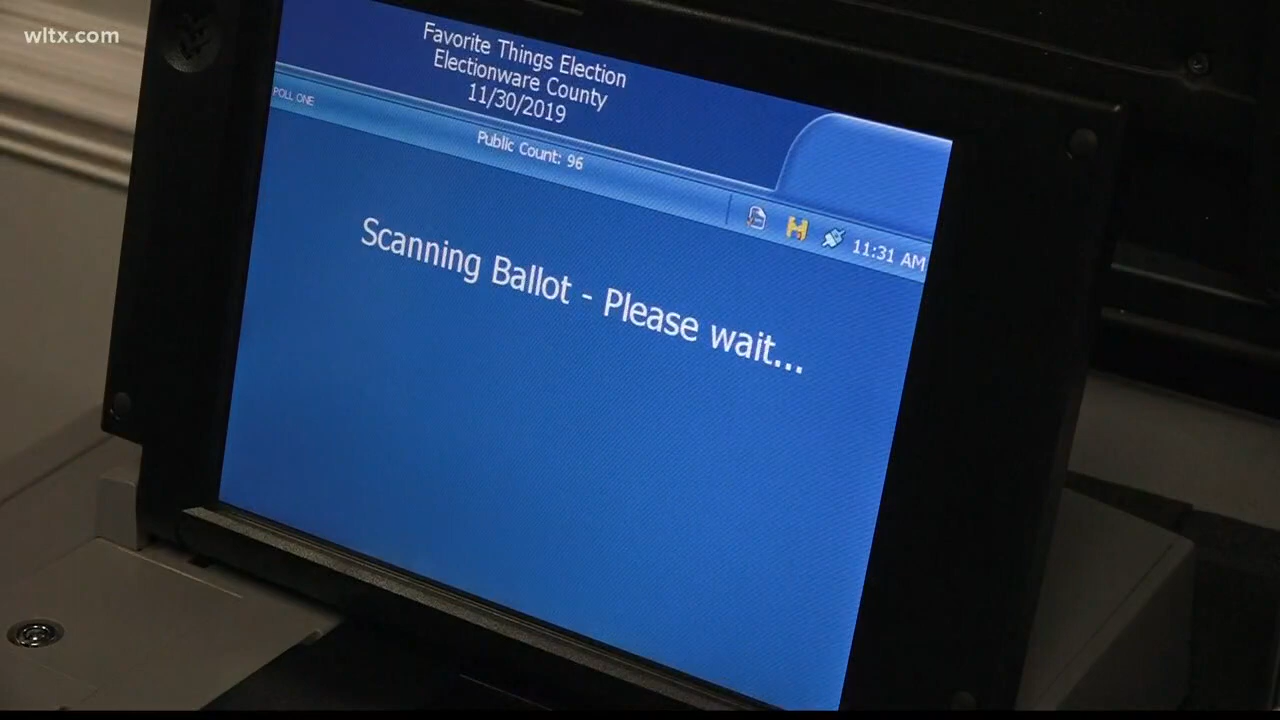 wltx.com
Favorite Things Election
Electionware County
11/30/2019
POLL ONE
Public Count: 96
11:31 AM
Scanning Ballot - Please wait...